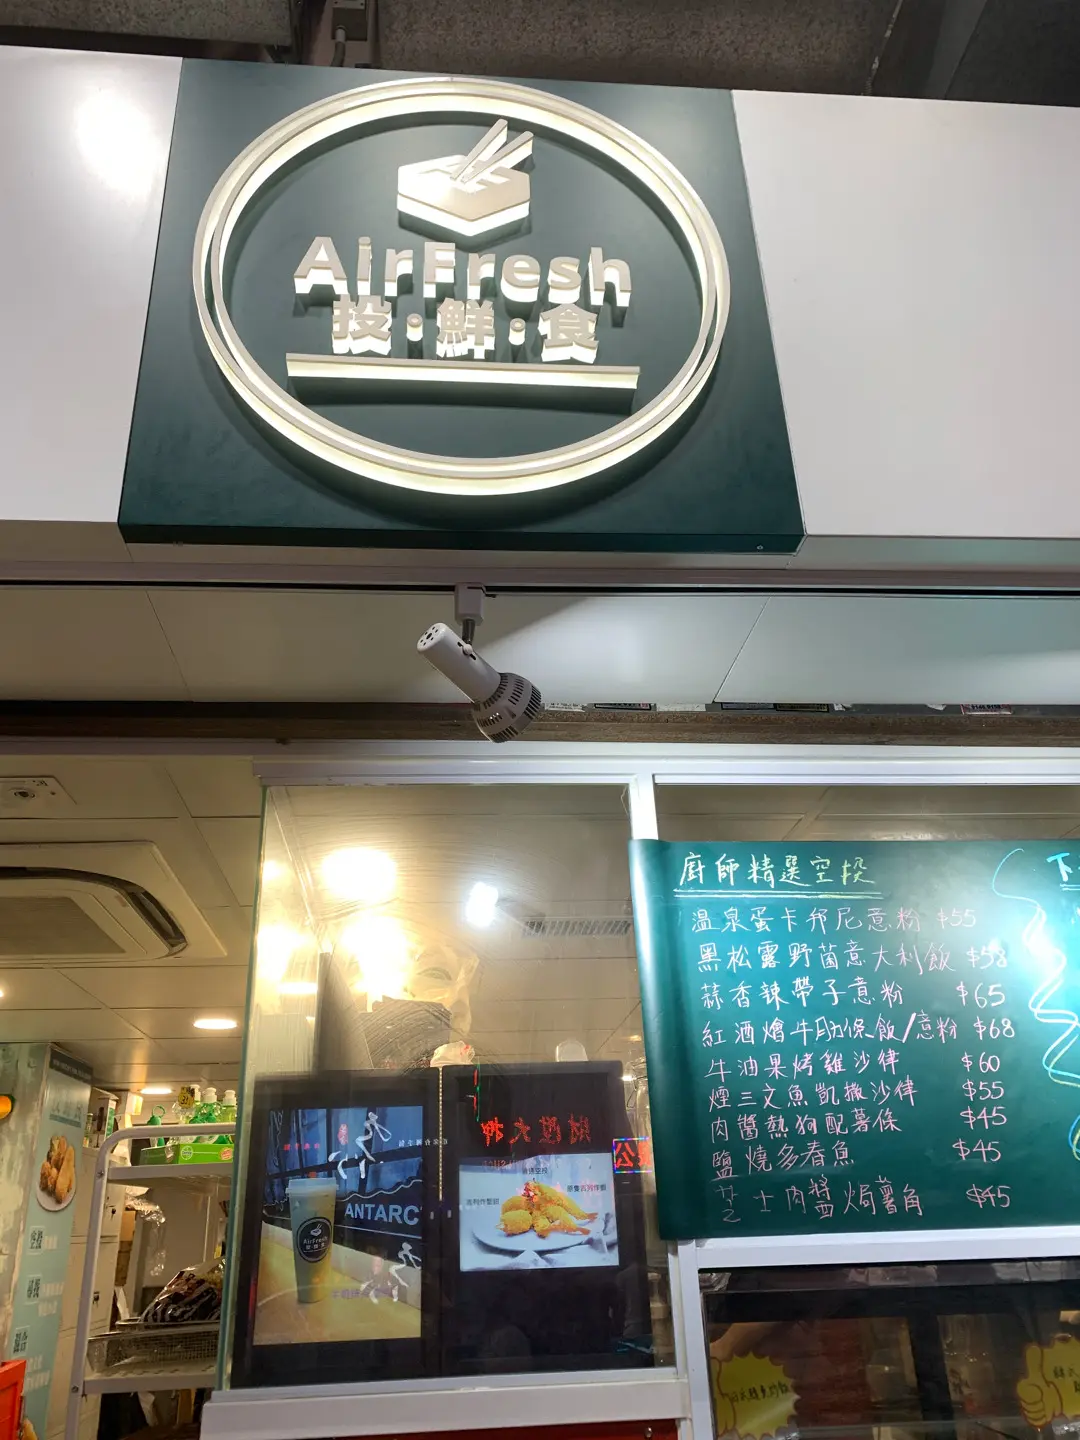 AirFresh
投·鮮·食
廚師精選空投
溫泉蛋卡邦尼意粉 $55
黑松露野菌意大利飯 $58
蒜香辣帶子意粉 $65
紅酒燴牛肋條飯/意粉 $68
牛油果烤雞沙律 $60
煙三文魚凱撒沙律 $55
肉醬熱狗配薯條 $45
鹽燒多春魚 $45
芝士肉醬焗薯角 $45
下
ANTARC
AirFresh
公